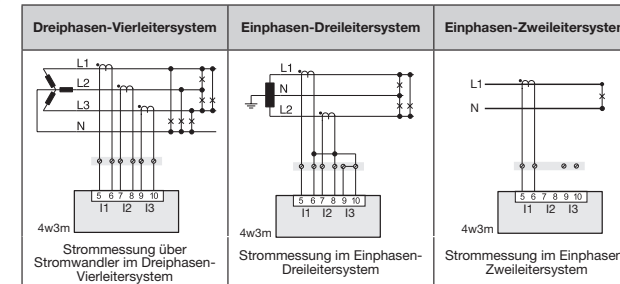 Dreiphasen-Vierleitersystem
Einphasen-Dreileitersystem
Einphasen-Zweileitersystem
L1
L2
L3
N
5 6 7 8 9 10
I1 I2 I3
4w3m
L1
N
L2
5 6 7 8 9 10
I1 I2 I3
4w3m
L1
N
5 6 7 8 9 10
I1 I2 I3
4w3m
Strommessung über
Stromwandler im Dreiphasen-
Vierleitersystem
Strommessung im Einphasen-
Dreileitersystem
Strommessung im Einphasen
Zweileitersystem